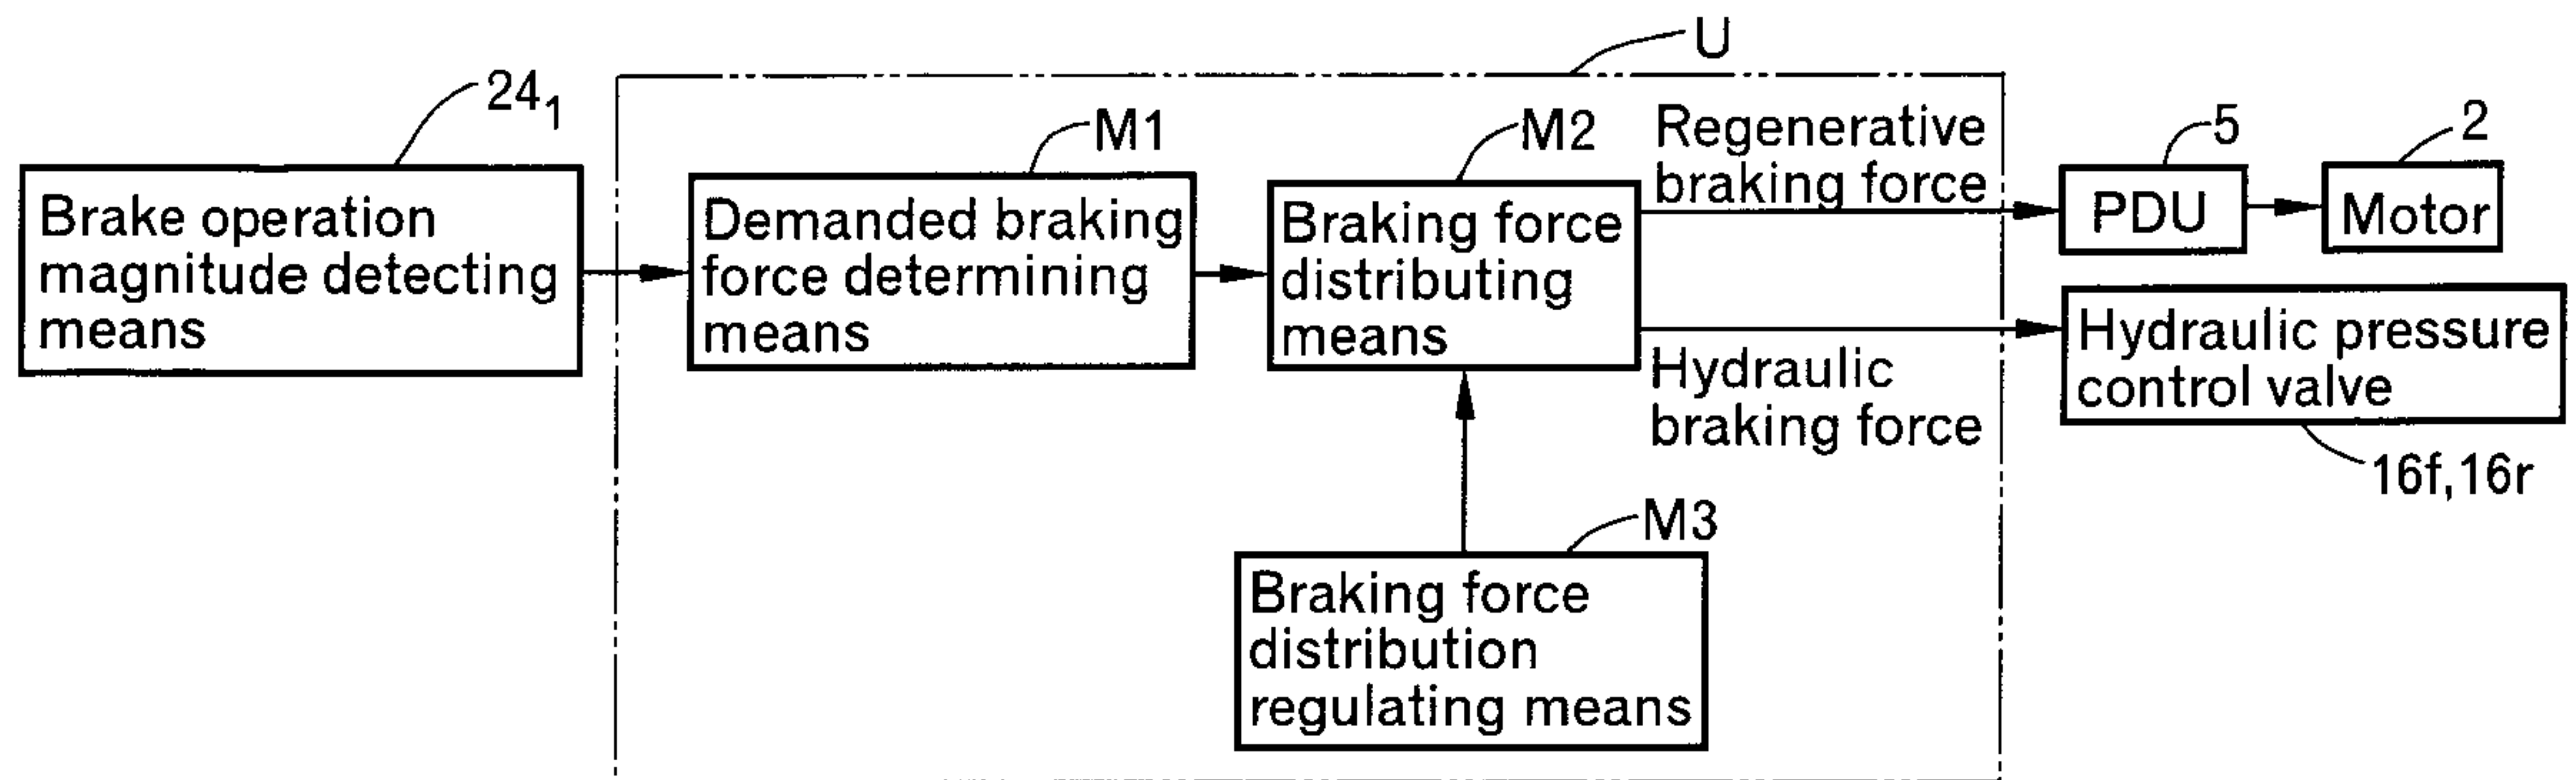 U
24₁
M1
M2
Regenerative
braking force
5
2
Brake operation
magnitude detecting
means
Demanded braking
force determining
means
Braking force
distributing
means
PDU
Motor
Hydraulic pressure
control valve
Hydraulic
braking force
16f,16r
M3
Braking force
distribution
regulating means